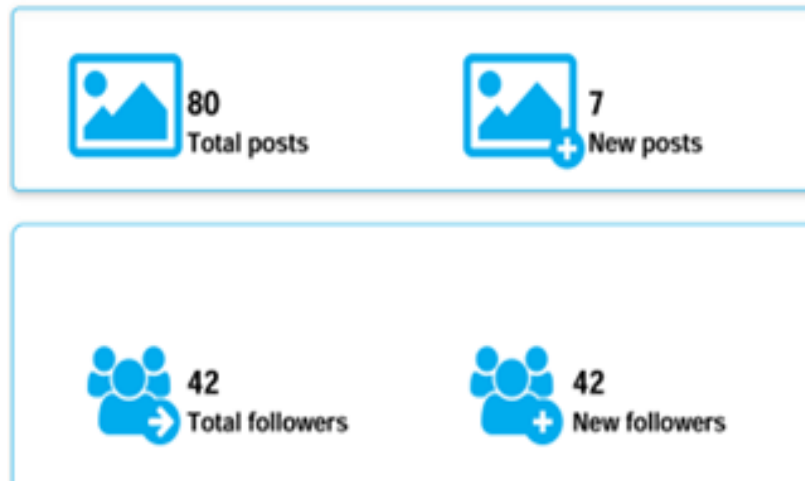 80
Total posts
7
New posts
42
Total followers
42
New followers